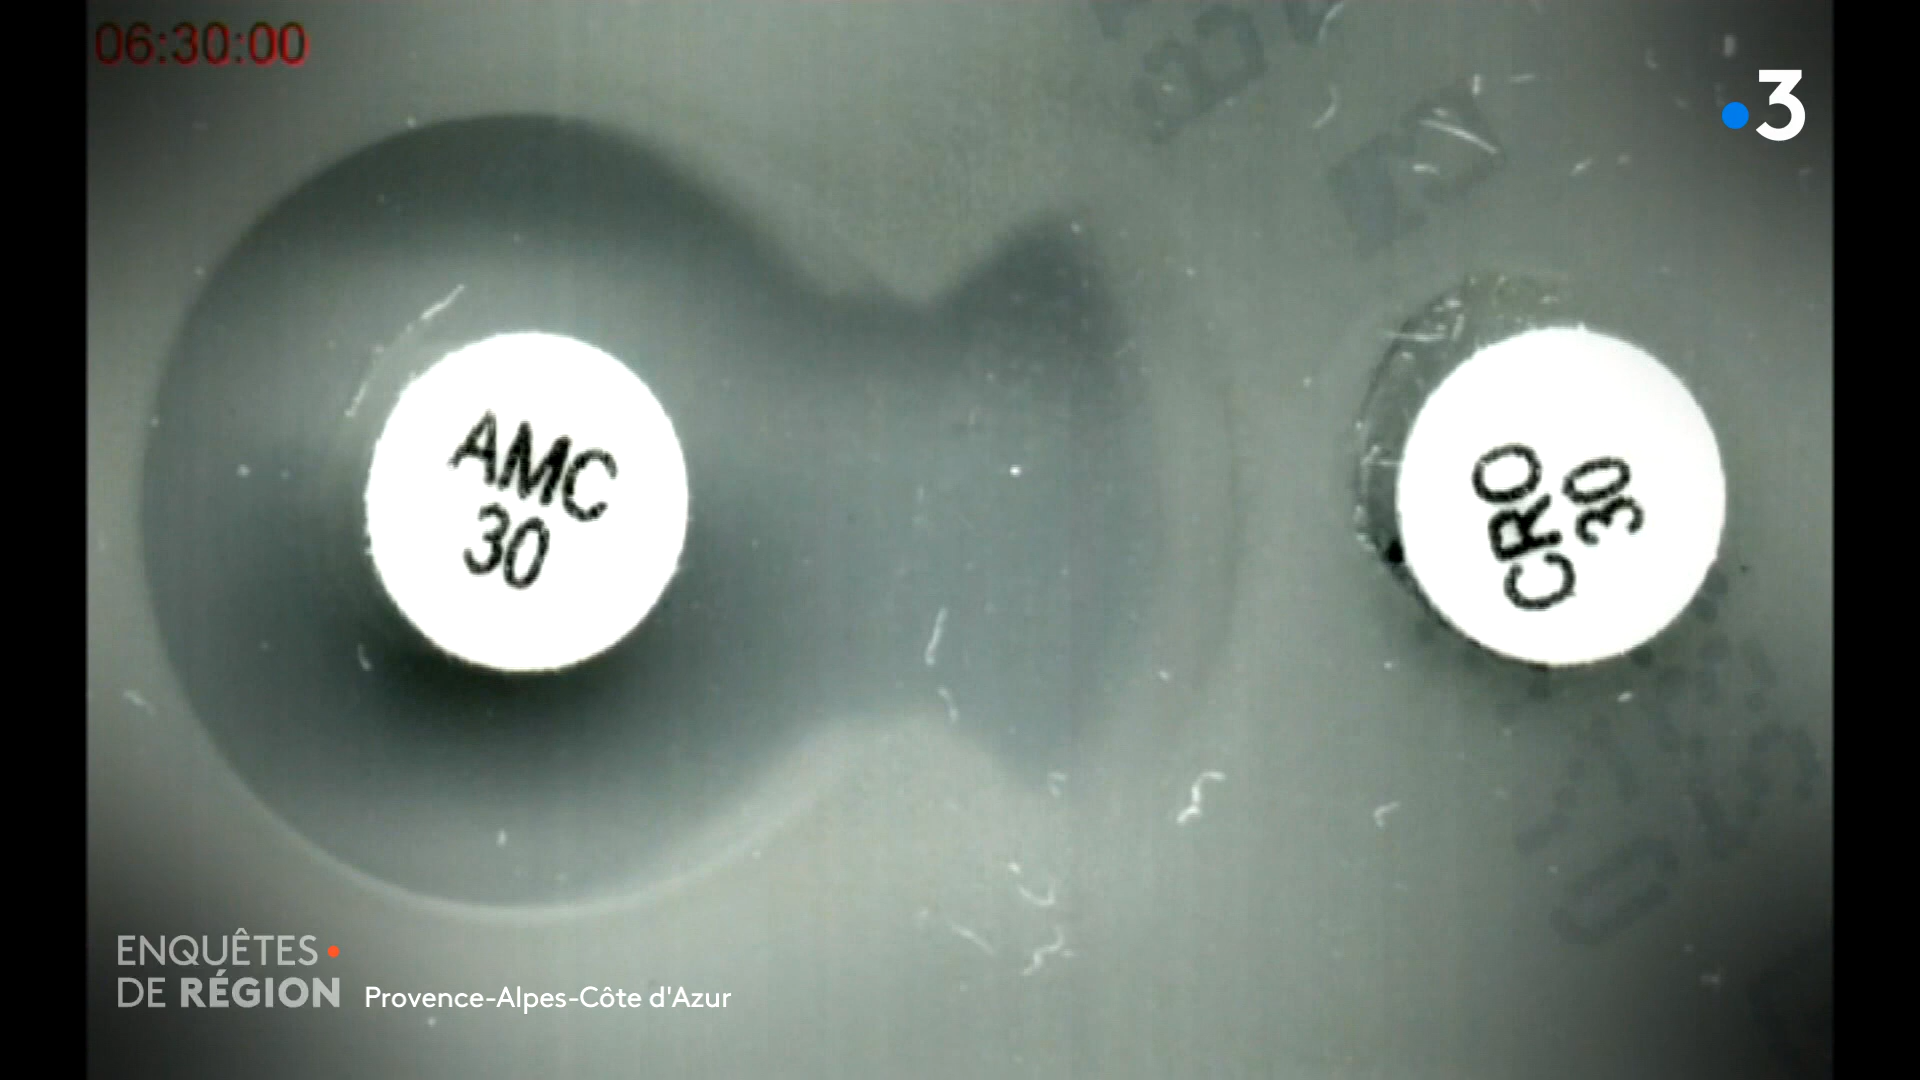 06:30:00
3
AMC
30
CRO
30
ENQUÊTES
DE RÉGION
Provence-Alpes-Côte d'Azur